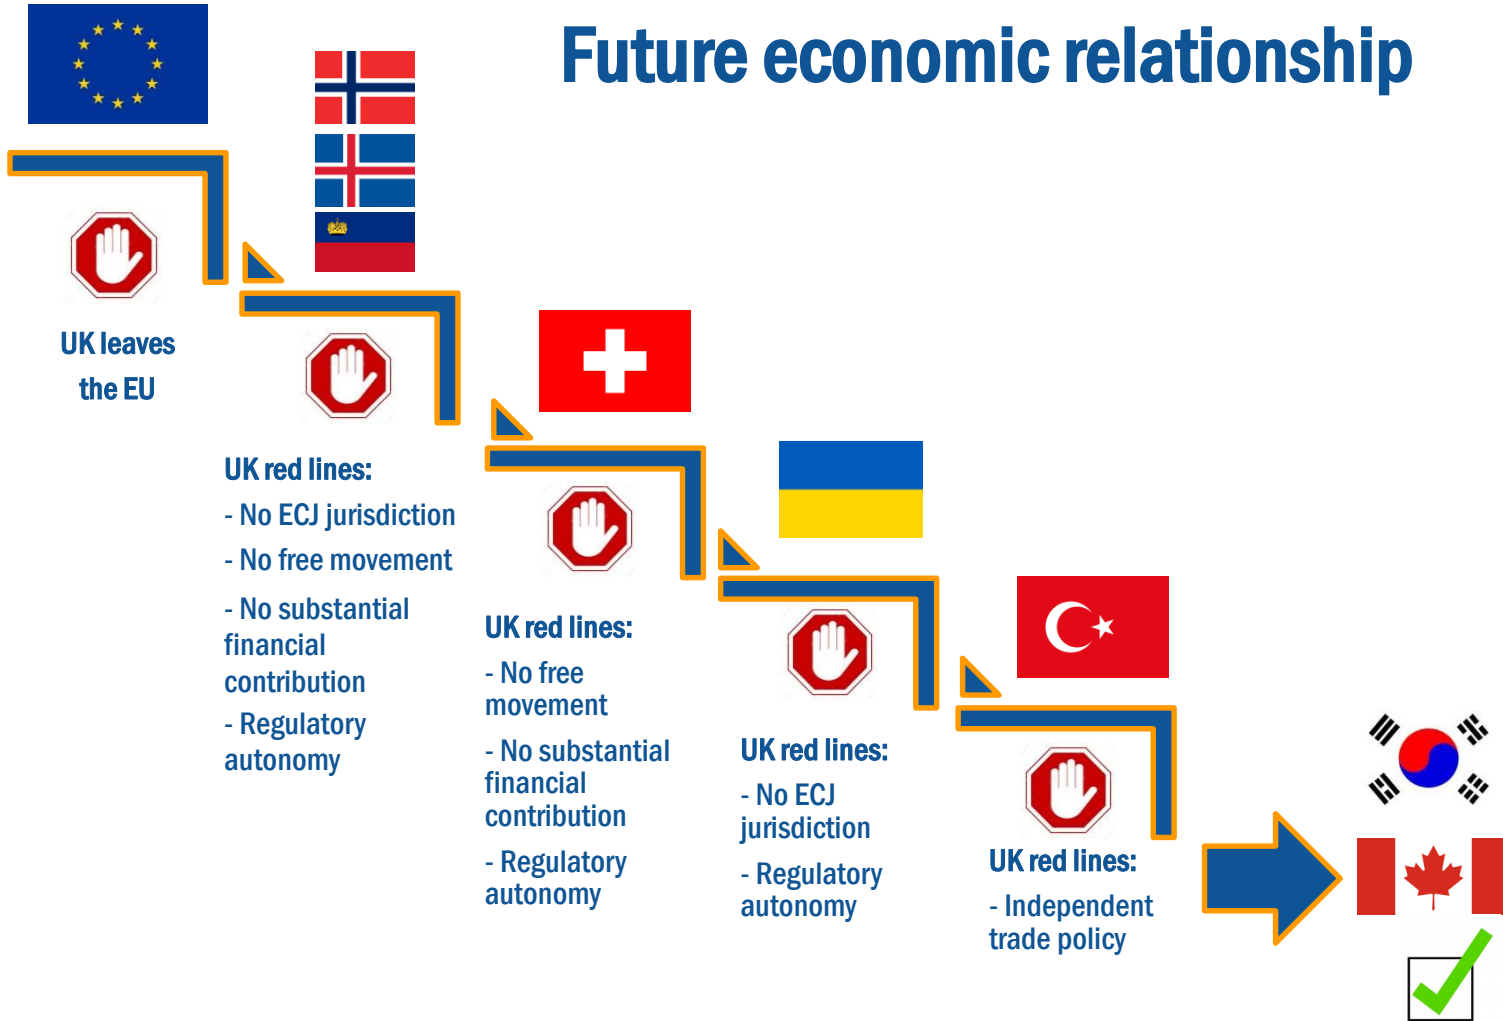 Future economic relationship
UK leaves
the EU
UK red lines:
- No ECJ jurisdiction
- No free movement
- No substantial
financial
contribution
- Regulatory
autonomy
UK red lines:
- No free
movement
- No substantial
financial
contribution
- Regulatory
autonomy
UK red lines:
- No ECJ
jurisdiction
- Regulatory
autonomy
UK red lines:
- Independent
trade policy